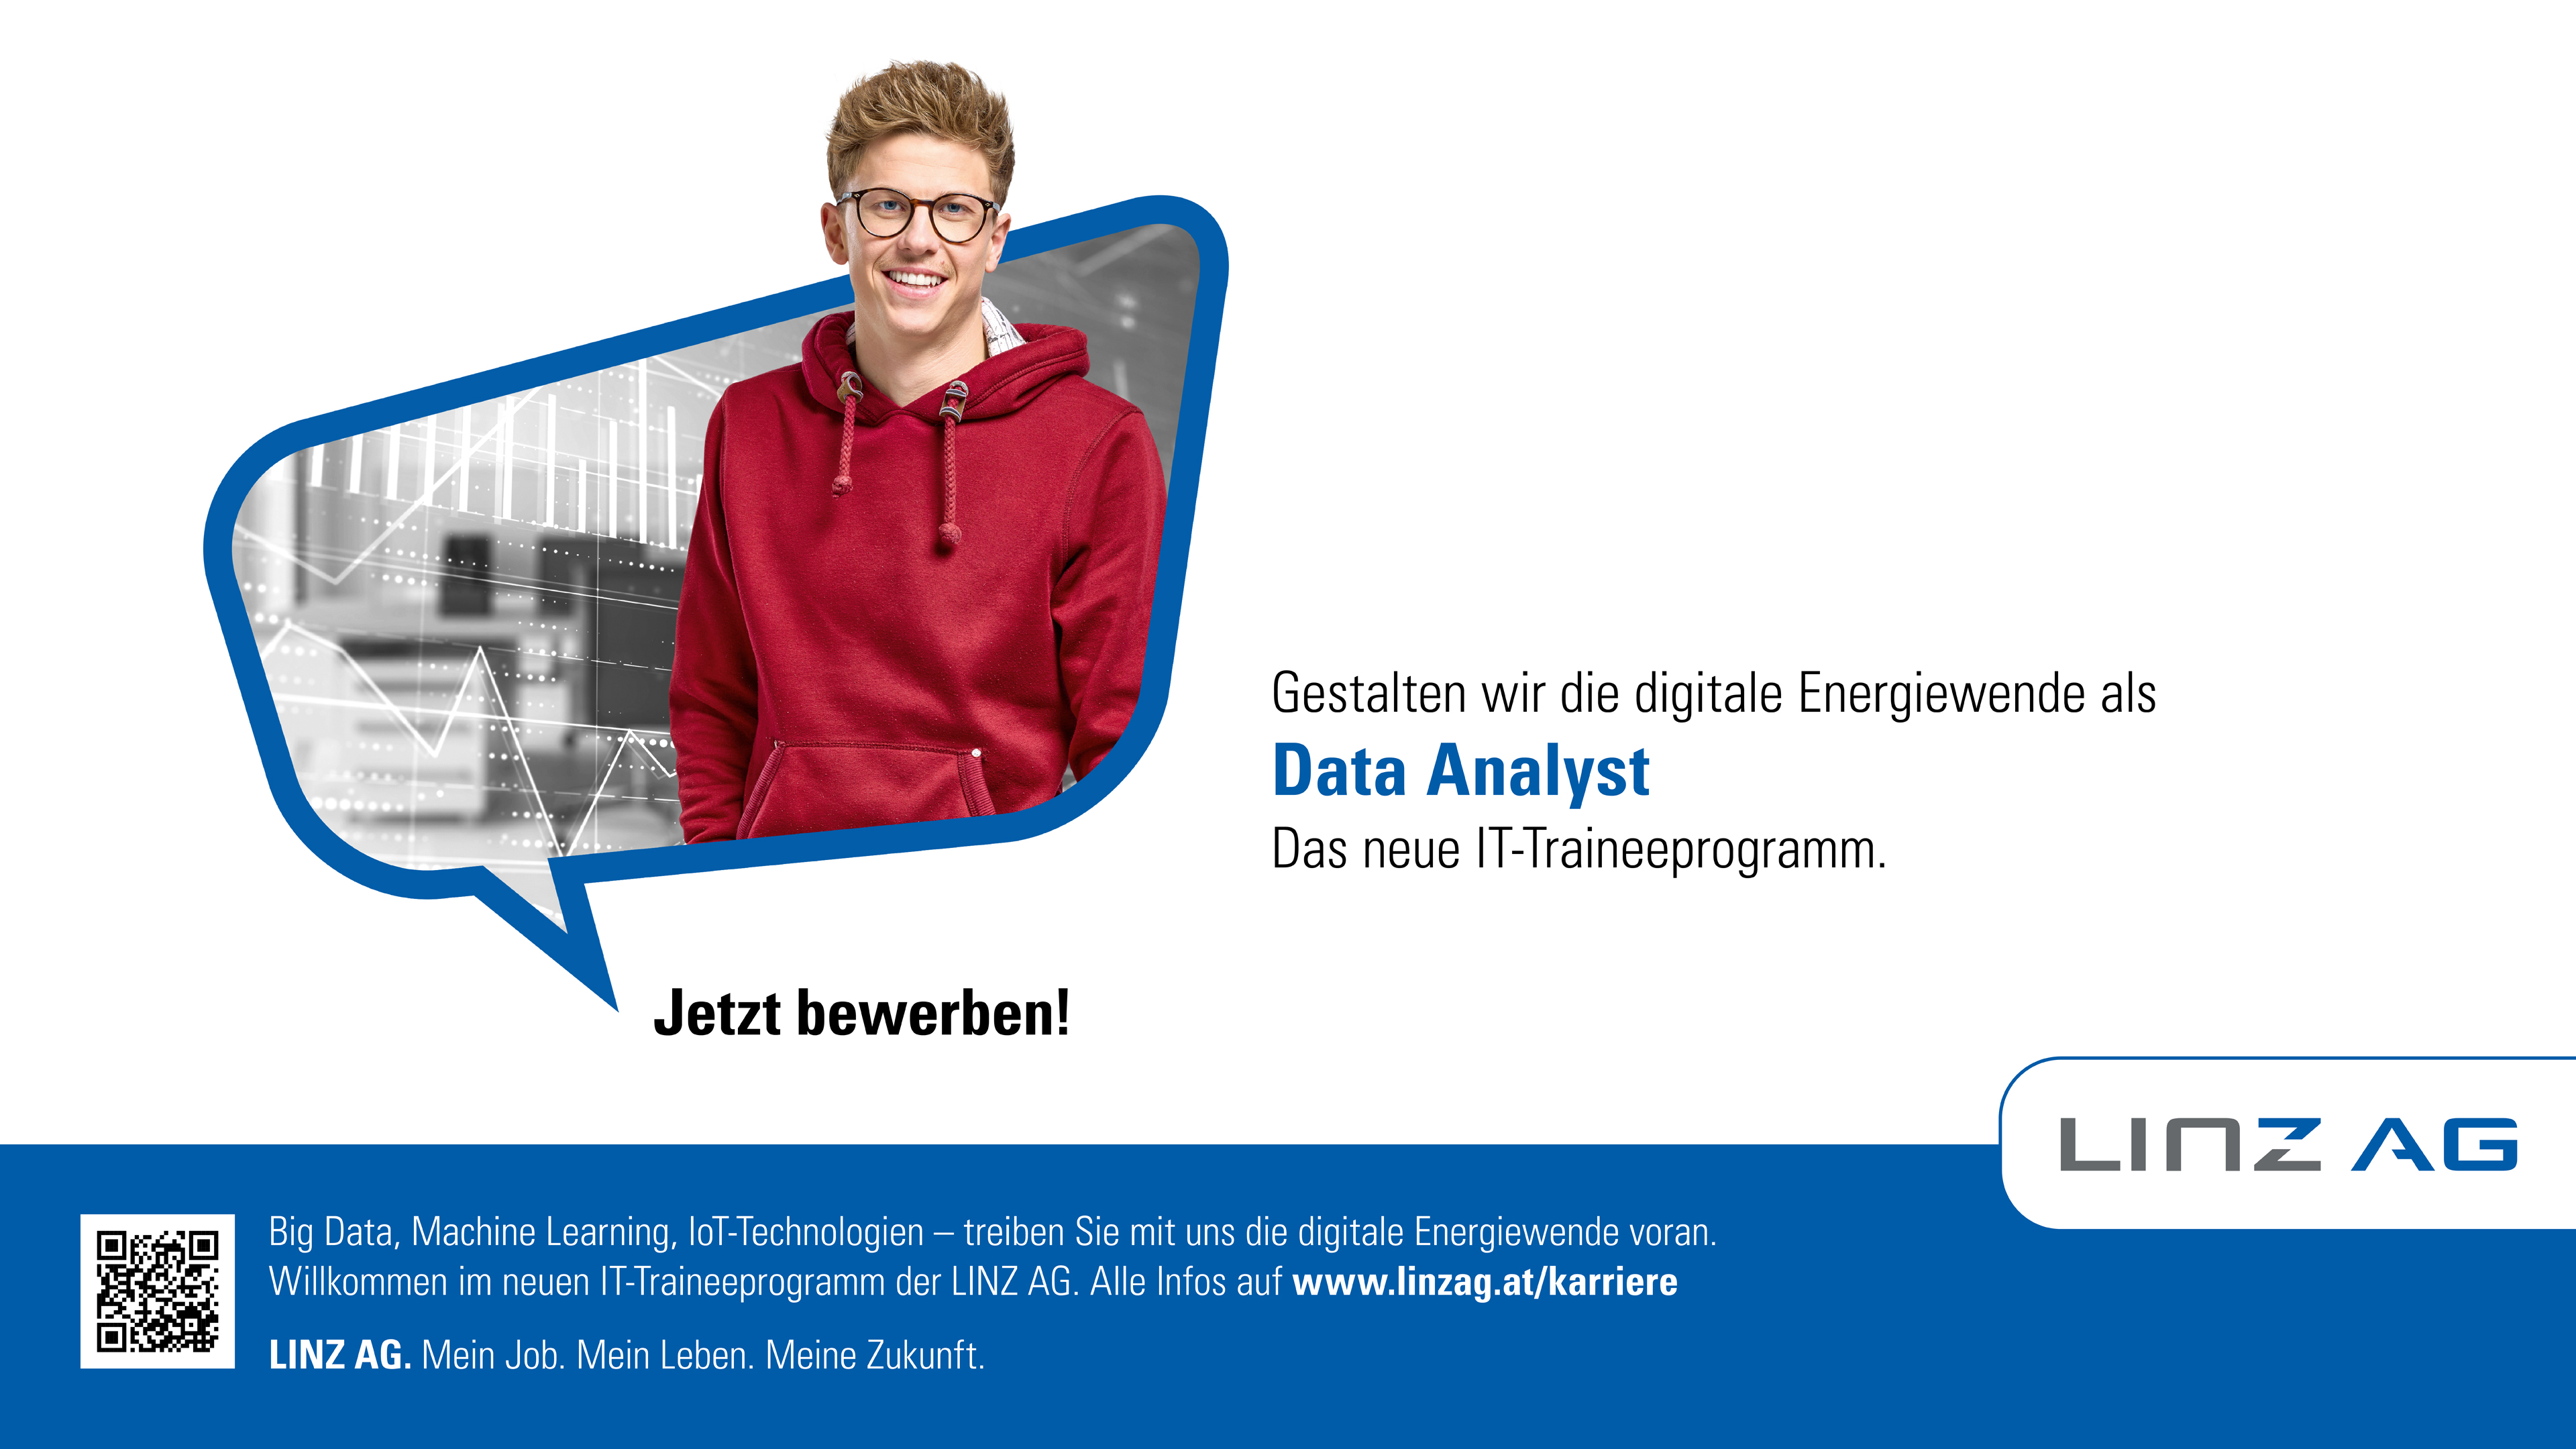 Gestalten wir die digitale Energiewende als
Data Analyst
Das neue IT-Traineeprogramm.
Jetzt bewerben!
LINZ AG
Big Data, Machine Learning, IoT-Technologien – treiben Sie mit uns die digitale Energiewende voran.
Willkommen im neuen IT-Traineeprogramm der LINZ AG. Alle Infos auf www.linzag.at/karriere
LINZ AG. Mein Job. Mein Leben. Meine Zukunft.